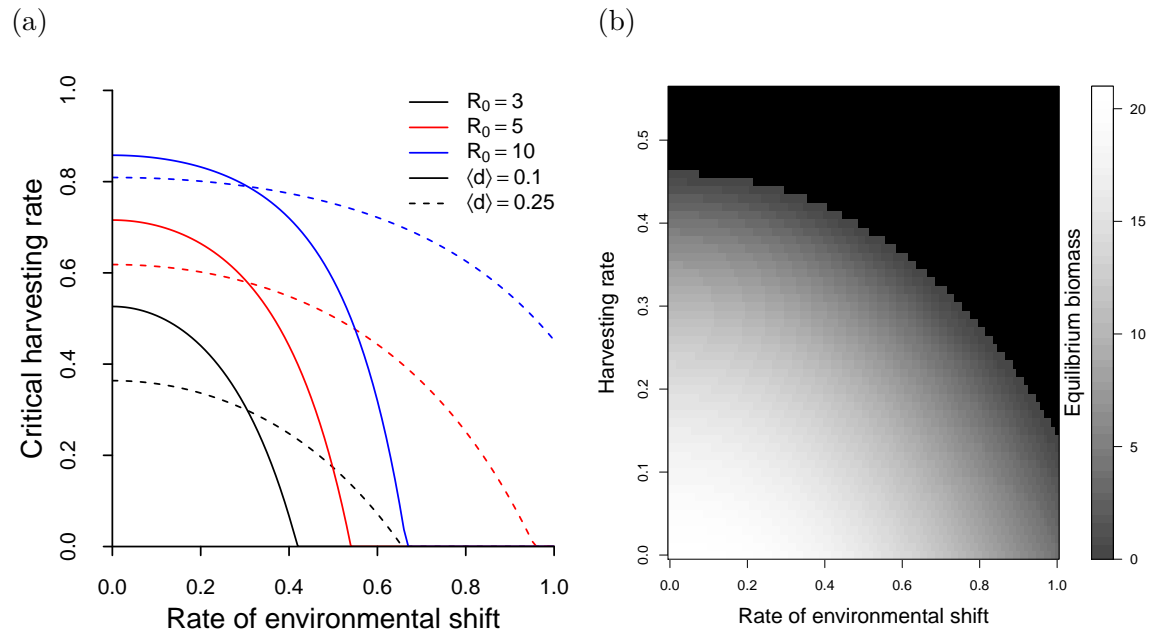 (a)
Critical harvesting rate
1.0
0.8
0.6
0.4
0.2
0.0
R₀ = 3
R₀ = 5
R₀ = 10
⟨d⟩ = 0.1
⟨d⟩ = 0.25
0.0 0.2 0.4 0.6 0.8 1.0
Rate of environmental shift
(b)
Harvesting rate
0.5
0.4
0.3
0.2
0.1
0.0
0.0 0.2 0.4 0.6 0.8 1.0
Rate of environmental shift
Equilibrium biomass
20
15
10
5
0